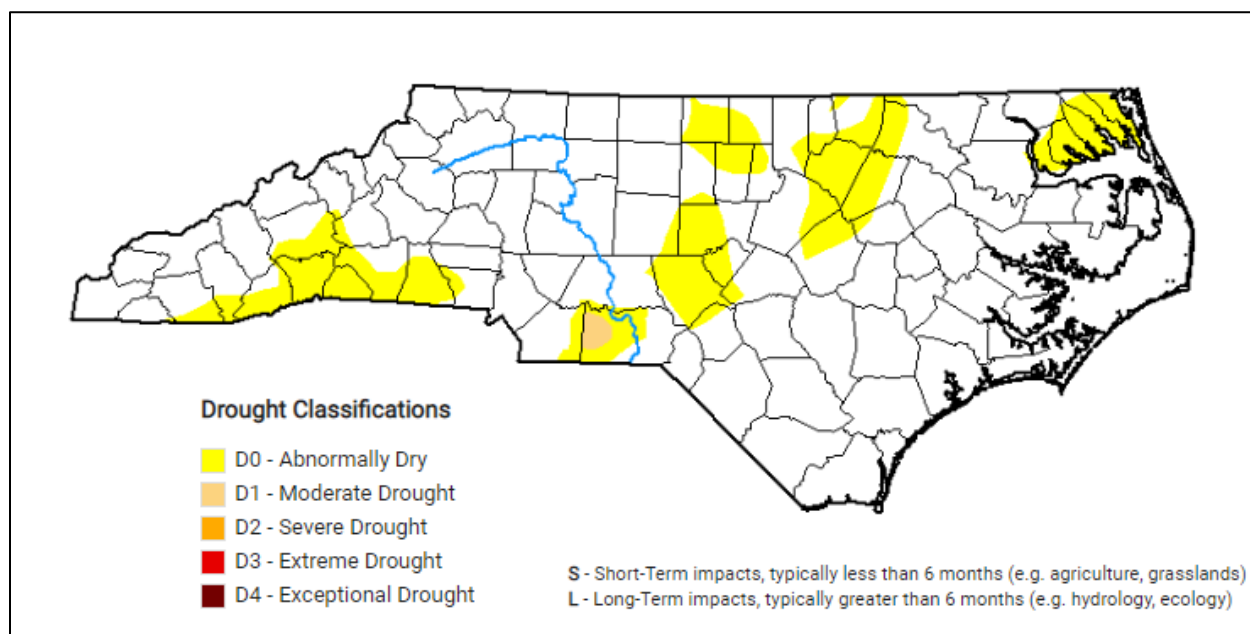 Drought Classifications
D0 - Abnormally Dry
D1 - Moderate Drought
D2 - Severe Drought
D3 - Extreme Drought
D4 - Exceptional Drought
S - Short-Term impacts, typically less than 6 months (e.g. agriculture, grasslands)
L - Long-Term impacts, typically greater than 6 months (e.g. hydrology, ecology)